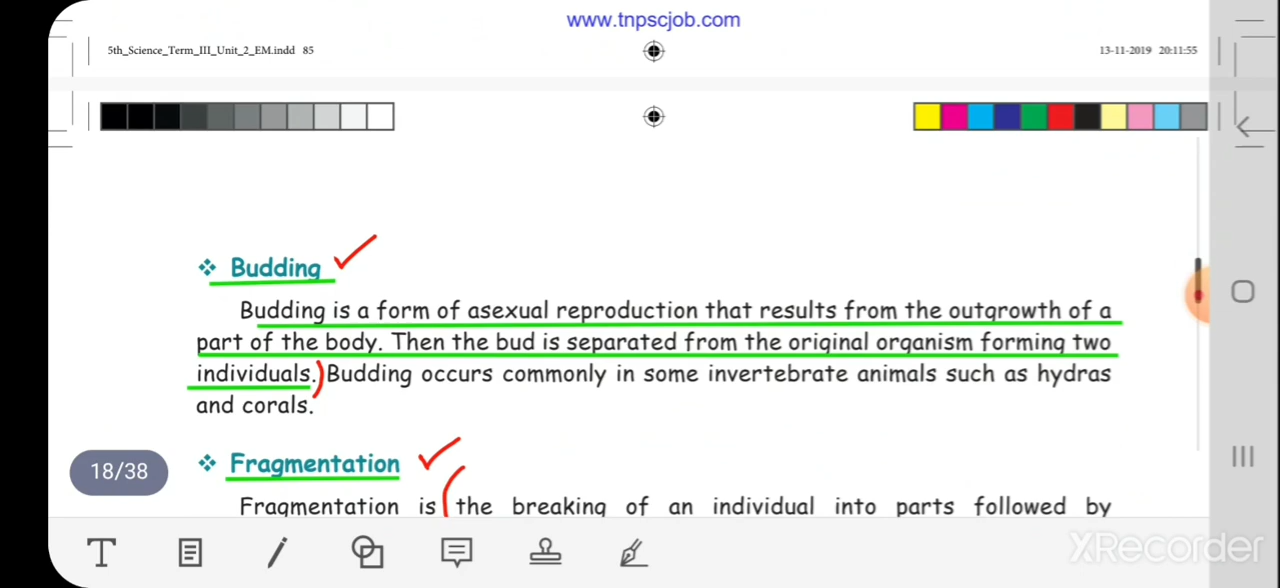 www.tnpscjob.com
5th_Science_Term_III_Unit_2_EM.indd 85
13-11-2019 20:11:55
❖ Budding
Budding is a form of asexual reproduction that results from the outgrowth of a
part of the body. Then the bud is separated from the original organism forming two
individuals. Budding occurs commonly in some invertebrate animals such as hydras
and corals.
18/38
❖ Fragmentation
Fragmentation is the breaking of an individual into parts followed by
T
XRecorder